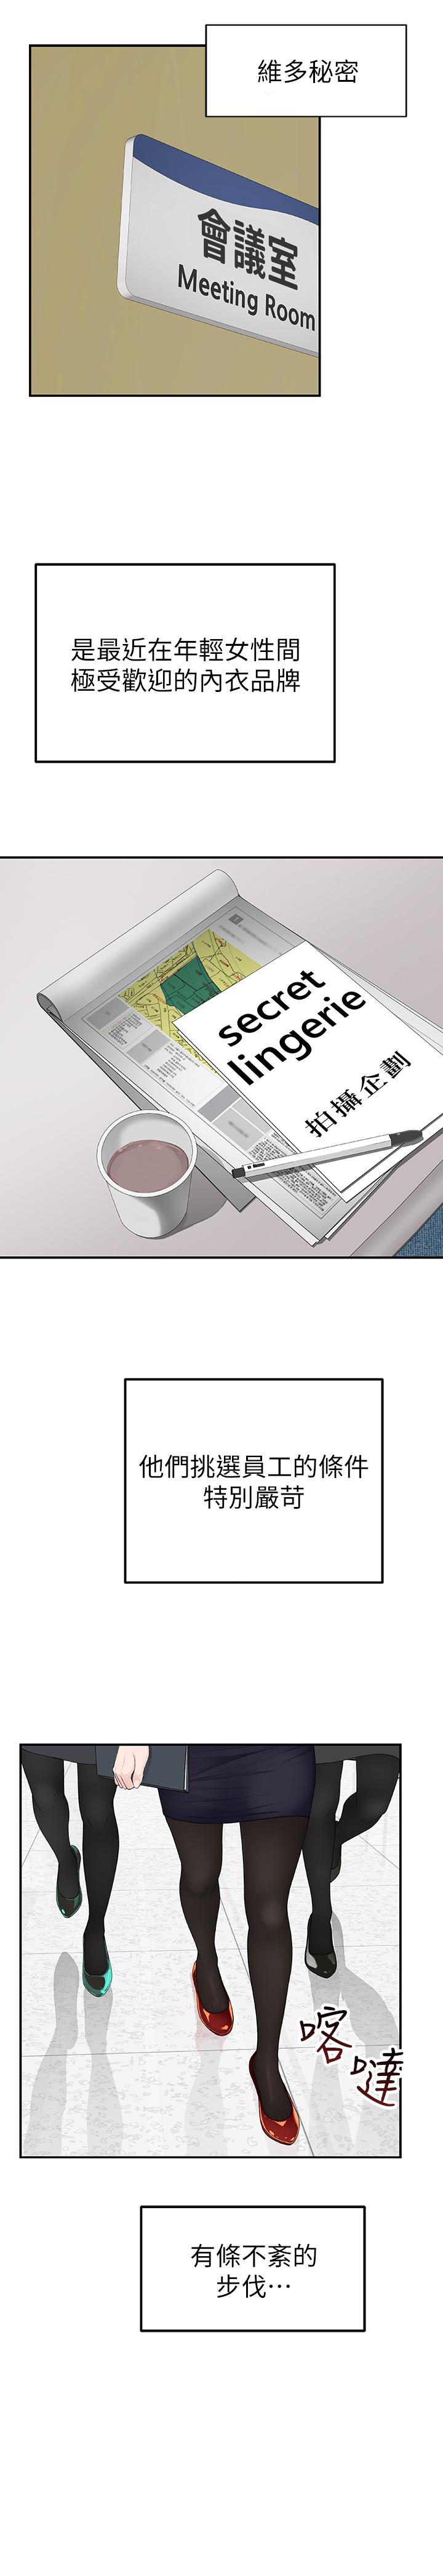 維多秘密
會議室
Meeting Room
是最近在年輕女性間
極受歡迎的內衣品牌
secret
lingerie
拍攝企劃
他們挑選員工的條件
特別嚴苛
喀噠
有條不紊的
步伐…